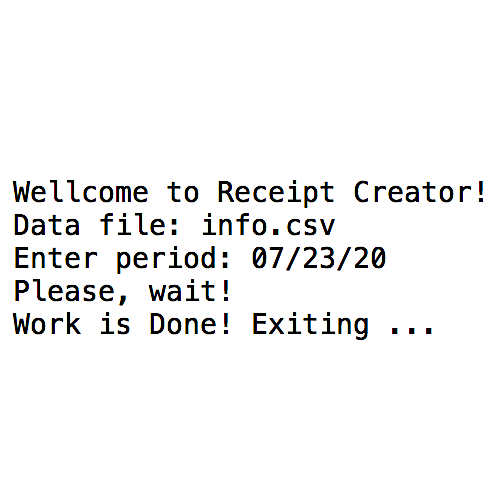 Wellcome to Receipt Creator!
Data file: info.csv
Enter period: 07/23/20
Please, wait!
Work is Done! Exiting ...